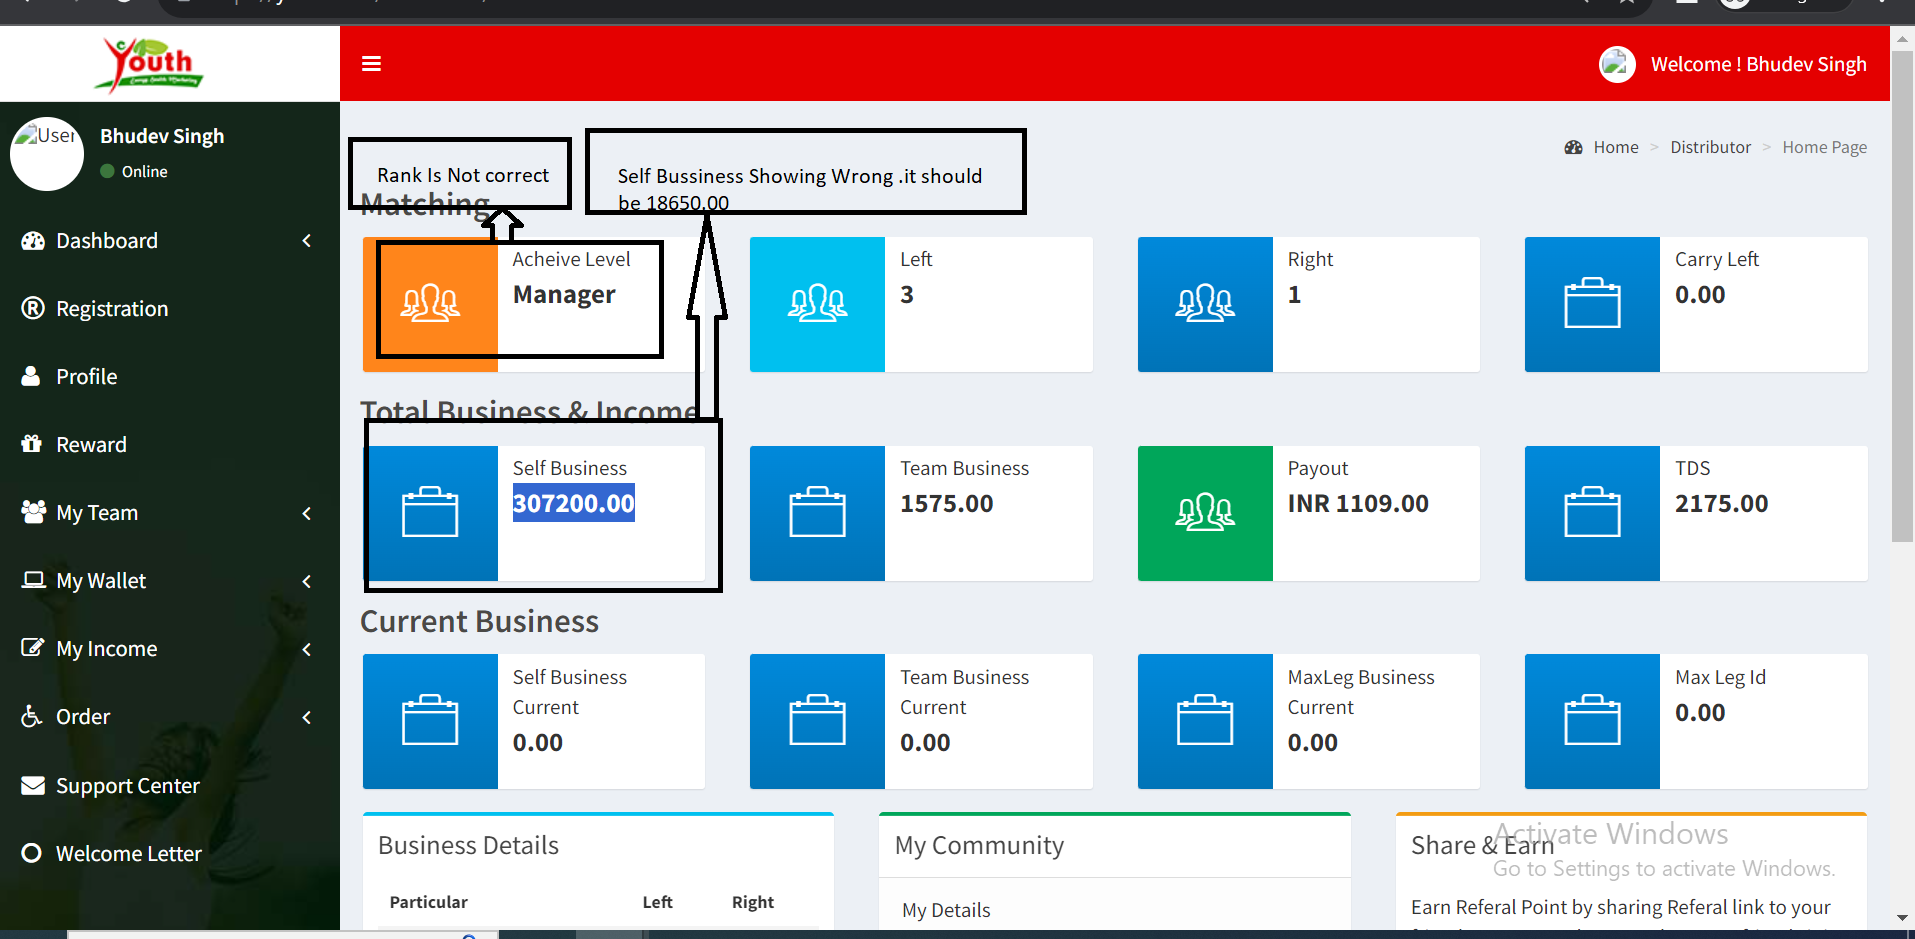 Youth
Welcome ! Bhudev Singh
User
Bhudev Singh
Online
Dashboard
Registration
Profile
Reward
My Team
My Wallet
My Income
Order
Support Center
Welcome Letter
Home > Distributor > Home Page
Rank Is Not correct
Self Bussiness Showing Wrong .it should
be 18650.00
Matching
Acheive Level
Manager
Left
3
Right
1
Carry Left
0.00
Total Business & Income
Self Business
307200.00
Team Business
1575.00
Payout
INR 1109.00
TDS
2175.00
Current Business
Self Business
Current
0.00
Team Business
Current
0.00
MaxLeg Business
Current
0.00
Max Leg Id
0.00
Business Details
Particular Left Right
My Community
My Details
Share & Earn
Earn Referal Point by sharing Referal link to your
Activate Windows
Go to Settings to activate Windows.